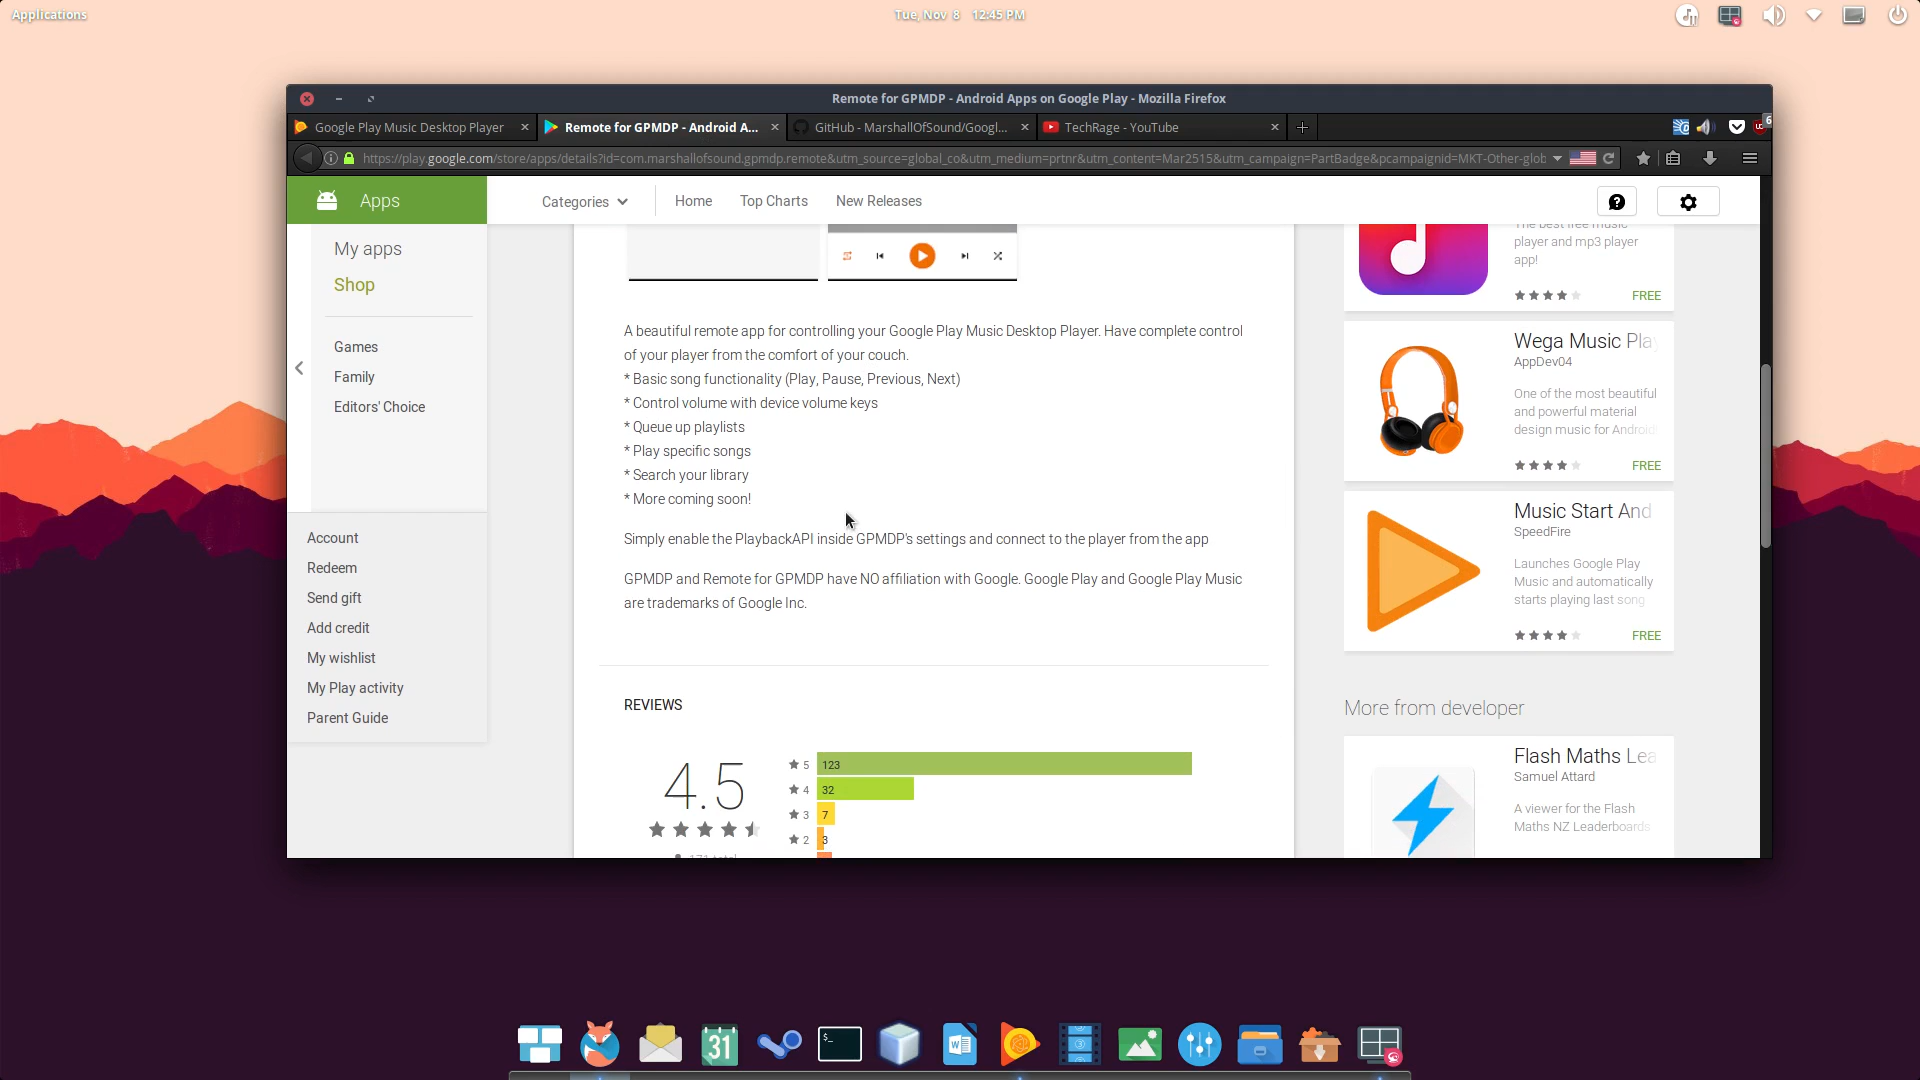 Applications
Tue, Nov 8 12:45 PM
Remote for GPMDP - Android Apps on Google Play - Mozilla Firefox
Google Play Music Desktop Player
Remote for GPMDP - Android A...
GitHub - MarshallOfSound/Googl...
TechRage - YouTube
6
https://play.google.com/store/apps/details?id=com.marshallofsound.gpmdp.remote&utm_source=global_co&utm_medium=prtnr&utm_content=Mar2515&utm_campaign=PartBadge&pcampaignid=MKT-Other-glob
Apps
Categories
Home
Top Charts
New Releases
My apps
Shop
Games
Family
Editors' Choice
Account
Redeem
Send gift
Add credit
My wishlist
My Play activity
Parent Guide
A beautiful remote app for controlling your Google Play Music Desktop Player. Have complete control
of your player from the comfort of your couch.
* Basic song functionality (Play, Pause, Previous, Next)
* Control volume with device volume keys
* Queue up playlists
* Play specific songs
* Search your library
* More coming soon!
Simply enable the PlaybackAPI inside GPMDP's settings and connect to the player from the app
GPMDP and Remote for GPMDP have NO affiliation with Google. Google Play and Google Play Music
are trademarks of Google Inc.
REVIEWS
4.5
5 123
4 32
3 7
2 3
The best free music
player and mp3 player
app!
FREE
Wega Music Pla
AppDev04
One of the most beautiful
and powerful material
design music for Android
FREE
Music Start And
SpeedFire
Launches Google Play
Music and automatically
starts playing last song
FREE
More from developer
Flash Maths Lea
Samuel Attard
A viewer for the Flash
Maths NZ Leaderboards
31
$_
W
3